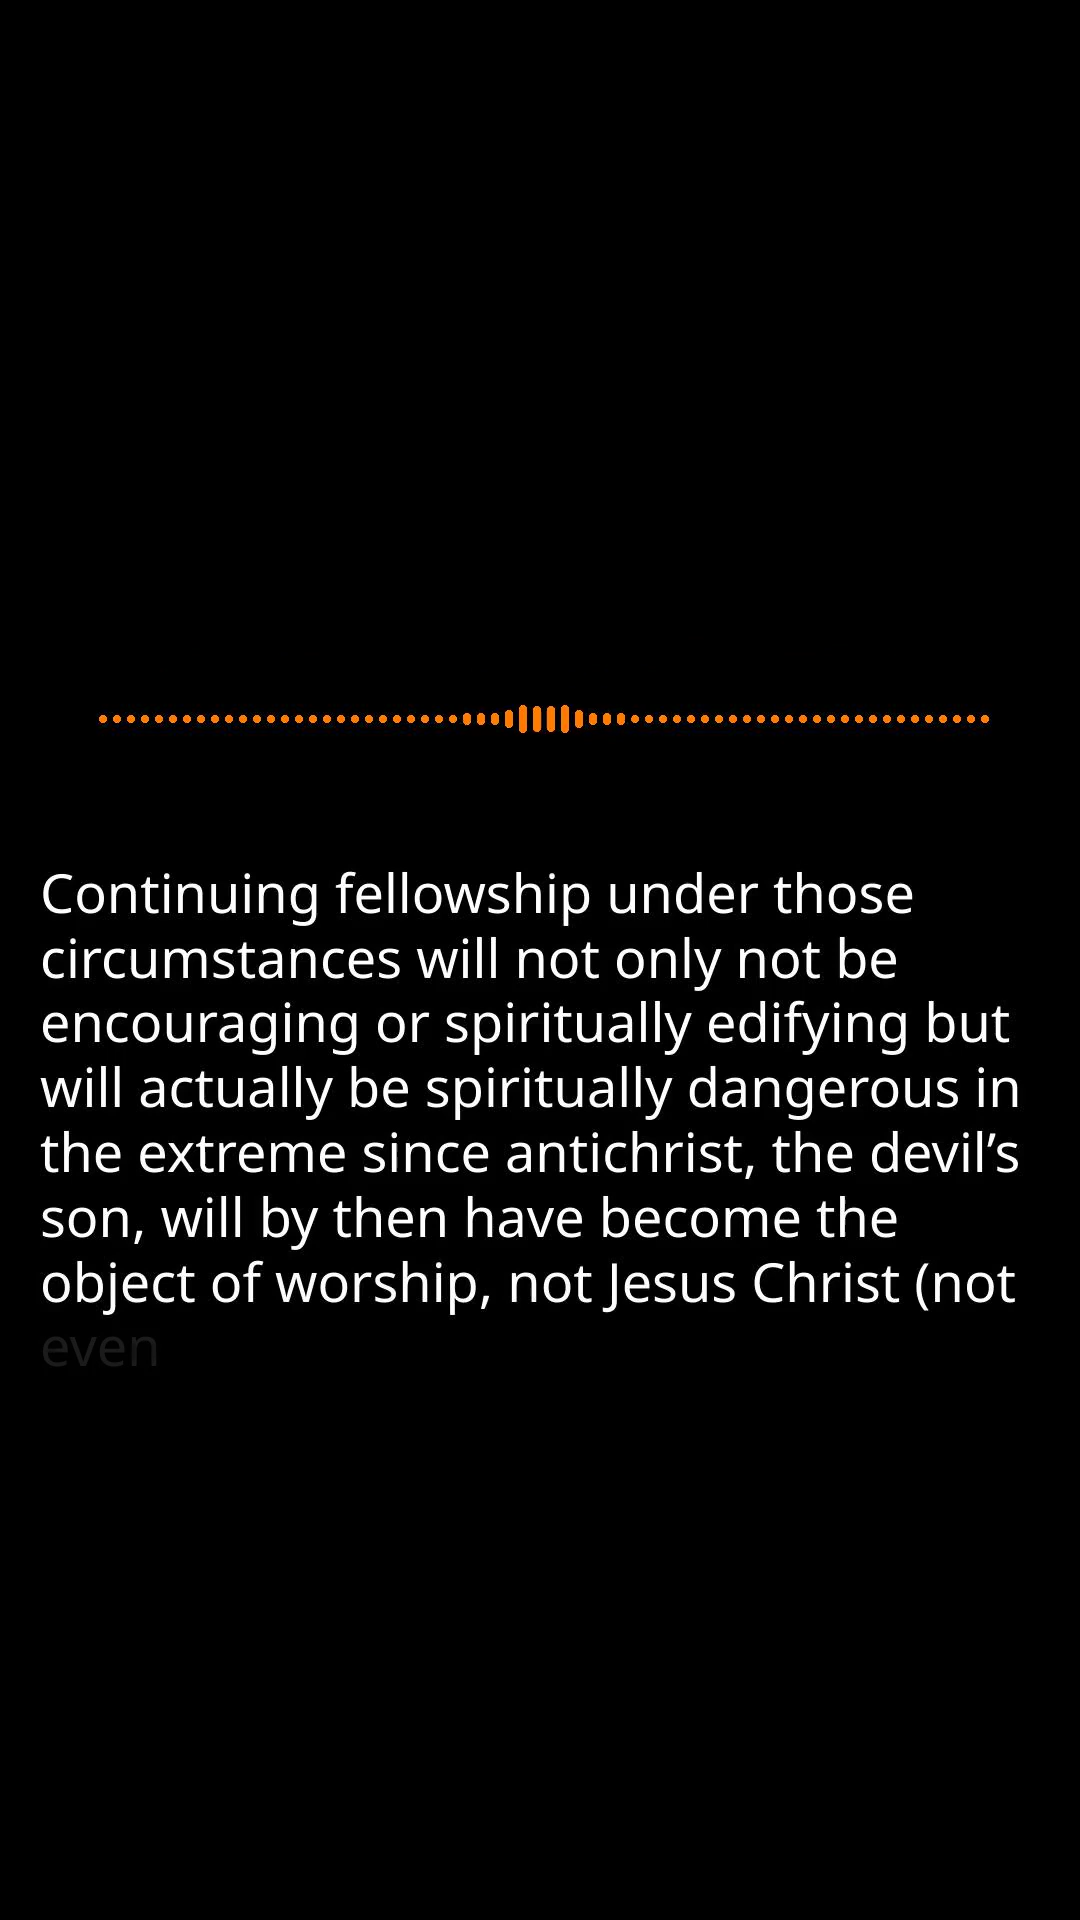 Continuing fellowship under those
circumstances will not only not be
encouraging or spiritually edifying but
will actually be spiritually dangerous in
the extreme since antichrist, the devil’s
son, will by then have become the
object of worship, not Jesus Christ (not
even